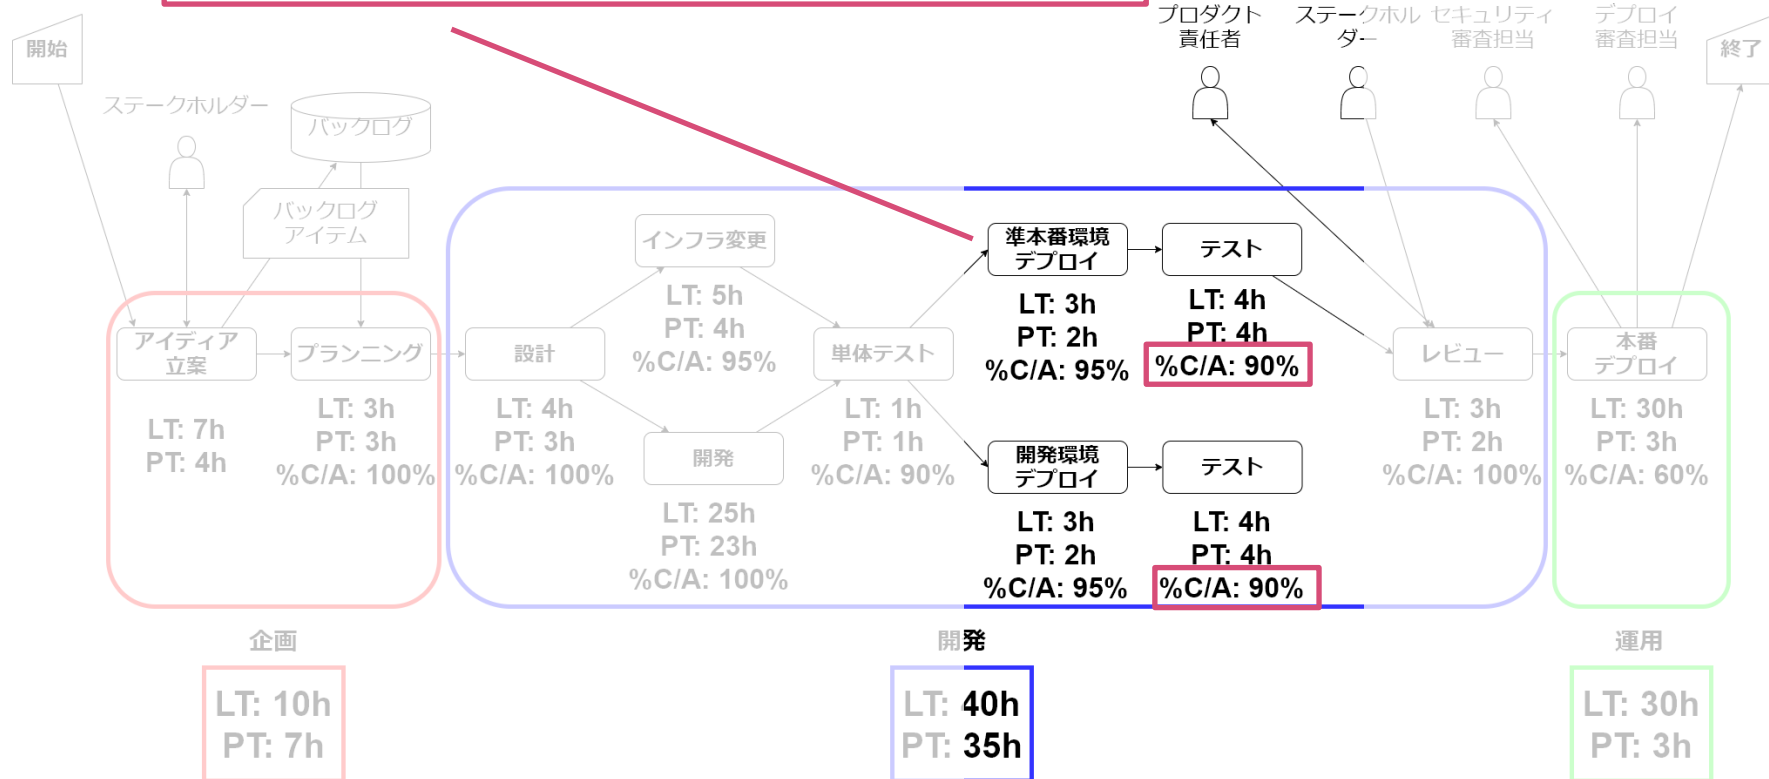 プロダクト
責任者
ステークホル
ダー
セキュリティ
審査担当
デプロイ
審査担当
開始
終了
ステークホルダー
バックログ
バックログ
アイテム
アイディア
立案
LT: 7h
PT: 4h
プランニング
LT: 3h
PT: 3h
%C/A: 100%
設計
LT: 4h
PT: 3h
%C/A: 100%
インフラ変更
LT: 5h
PT: 4h
%C/A: 95%
開発
LT: 25h
PT: 23h
%C/A: 100%
単体テスト
LT: 1h
PT: 1h
%C/A: 90%
準本番環境
デプロイ
LT: 3h
PT: 2h
%C/A: 95%
テスト
LT: 4h
PT: 4h
%C/A: 90%
開発環境
デプロイ
LT: 3h
PT: 2h
%C/A: 95%
テスト
LT: 4h
PT: 4h
%C/A: 90%
レビュー
LT: 3h
PT: 2h
%C/A: 100%
本番
デプロイ
LT: 30h
PT: 3h
%C/A: 60%
企画
LT: 10h
PT: 7h
開発
LT: 40h
PT: 35h
運用
LT: 30h
PT: 3h